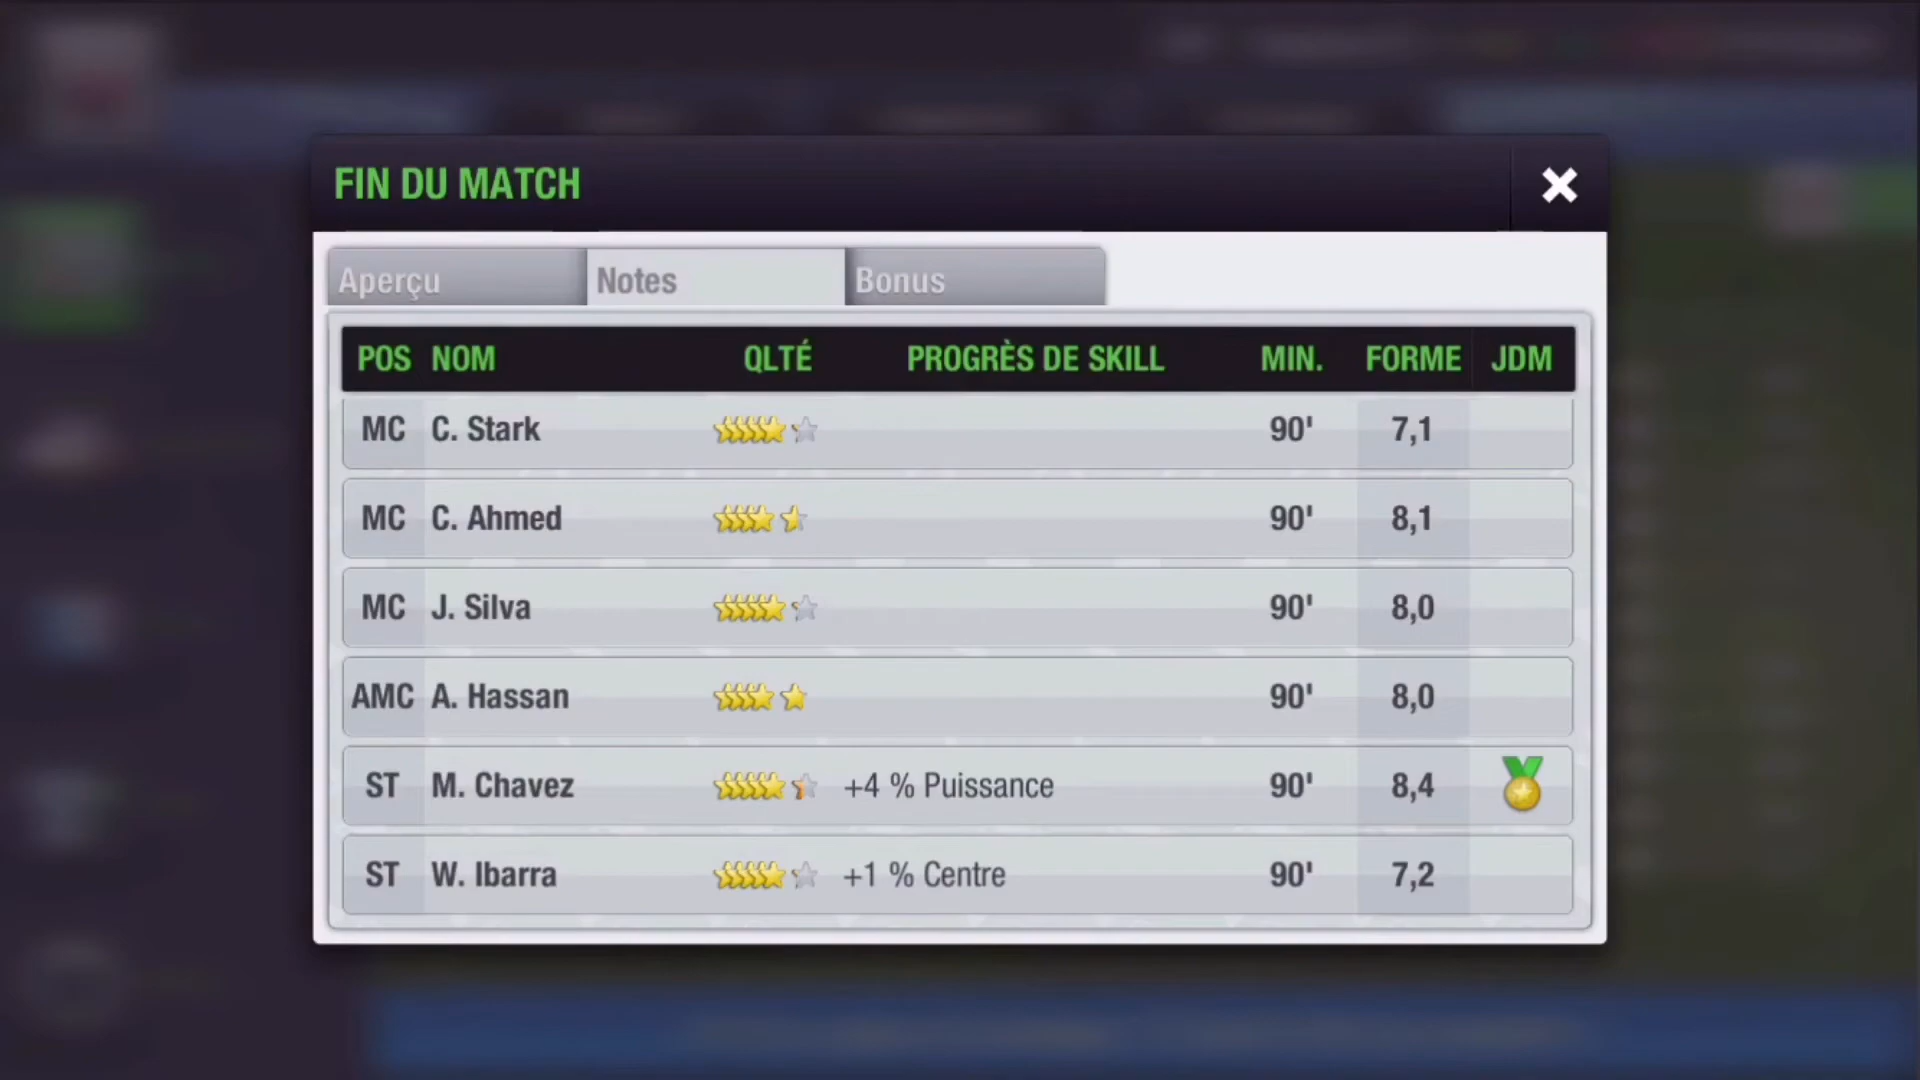 FIN DU MATCH
Aperçu Notes Bonus
POS NOM QLTÉ PROGRÈS DE SKILL MIN. FORME JDM
MC C. Stark 90' 7,1
MC C. Ahmed 90' 8,1
MC J. Silva 90' 8,0
AMC A. Hassan 90' 8,0
ST M. Chavez +4 % Puissance 90' 8,4
ST W. Ibarra +1 % Centre 90' 7,2